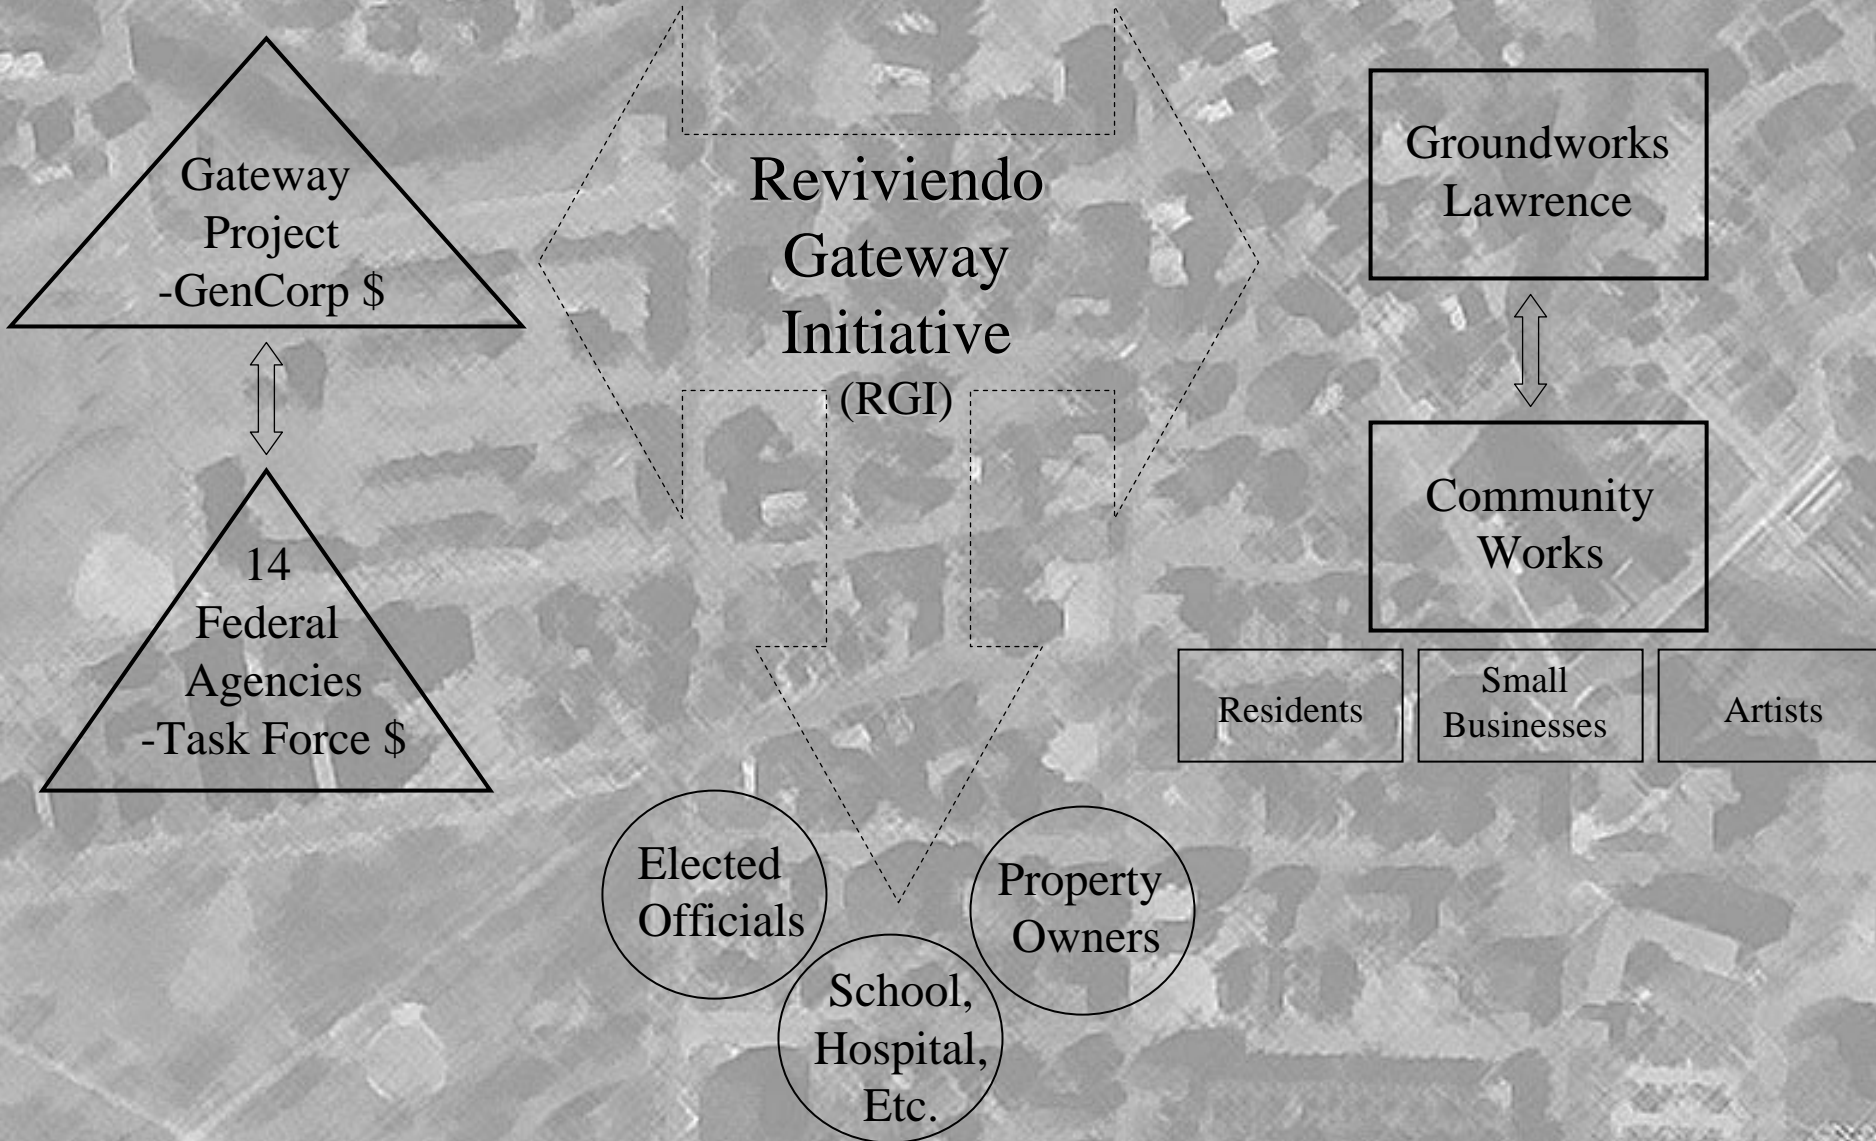 Gateway
Project
-GenCorp $
14
Federal
Agencies
-Task Force $
Reviviendo
Gateway
Initiative
(RGI)
Elected
Officials
School,
Hospital,
Etc.
Property
Owners
Groundworks
Lawrence
Community
Works
Residents
Small
Businesses
Artists